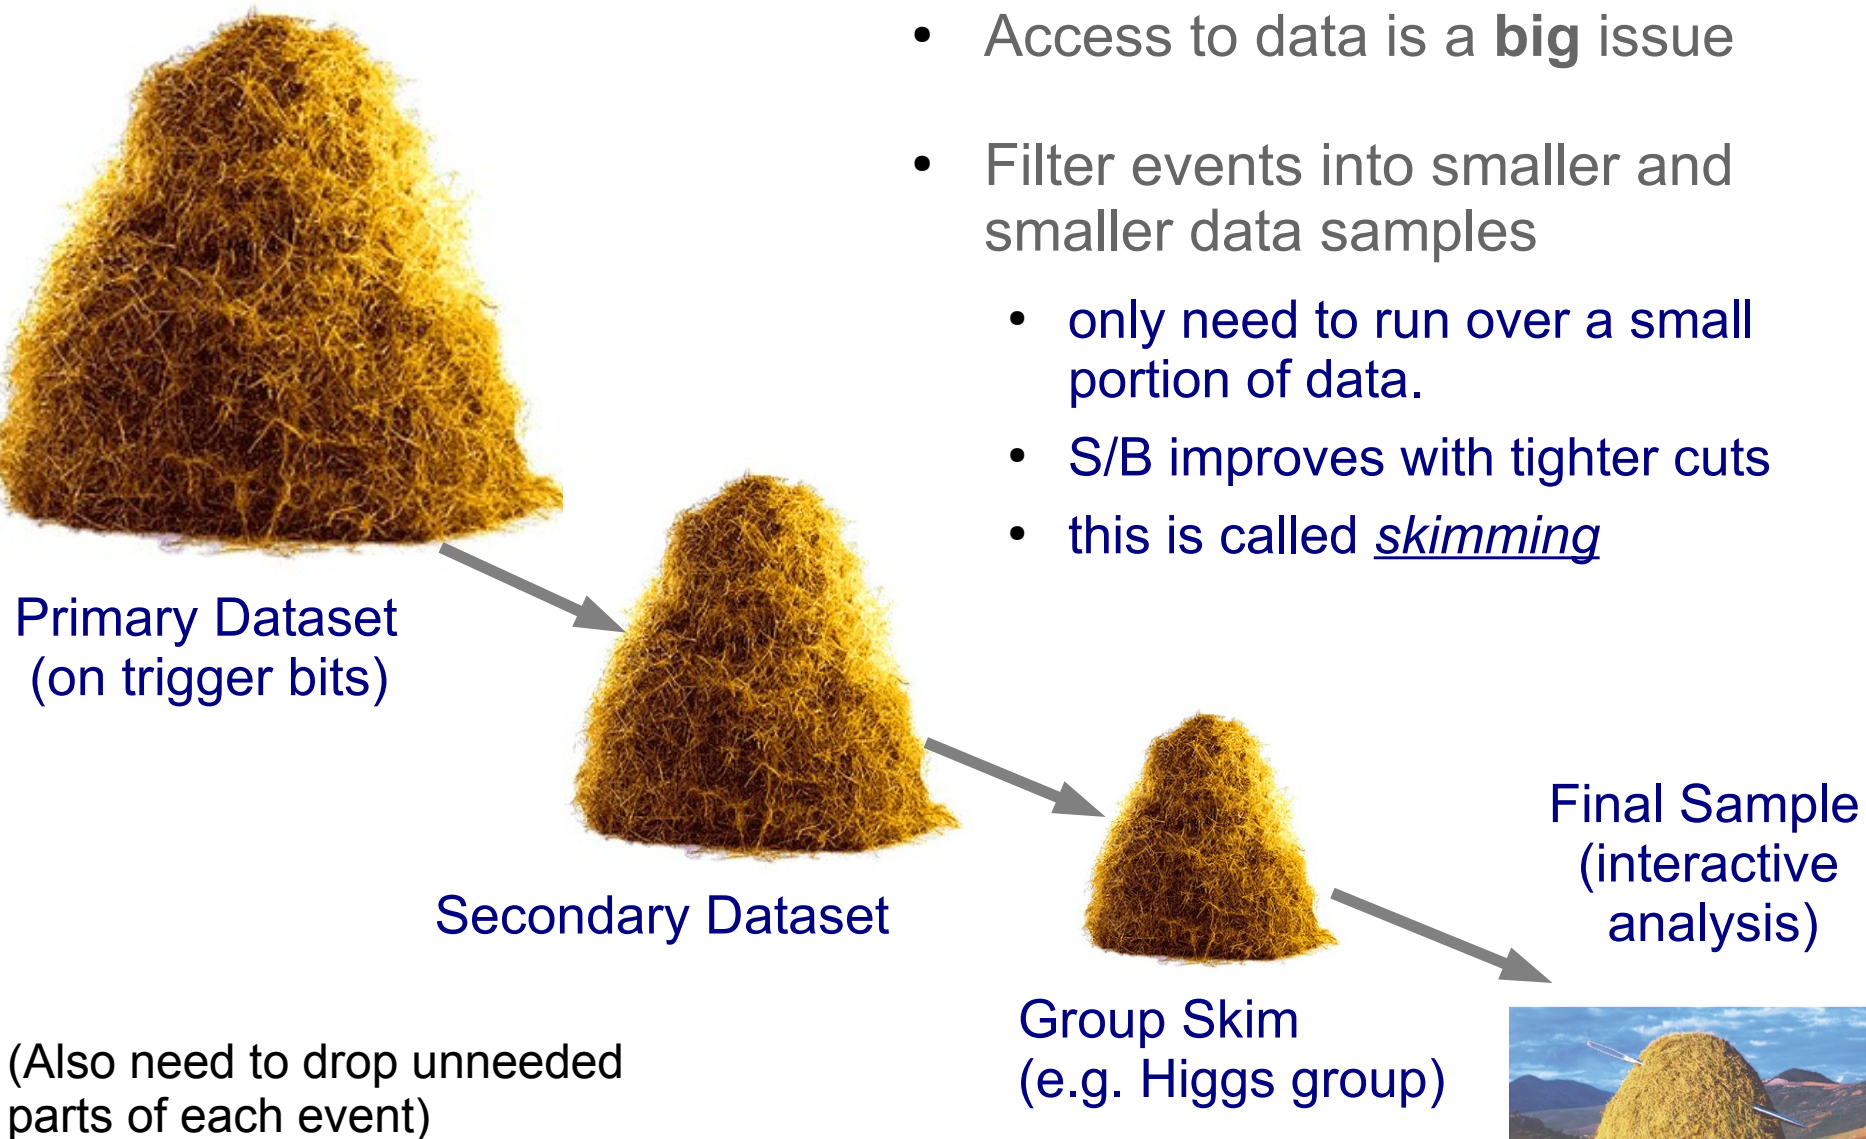 • Access to data is a big issue
• Filter events into smaller and
smaller data samples
• only need to run over a small
portion of data.
• S/B improves with tighter cuts
• this is called skimming
Primary Dataset
(on trigger bits)
Secondary Dataset
Group Skim
(e.g. Higgs group)
Final Sample
(interactive
analysis)
(Also need to drop unneeded
parts of each event)